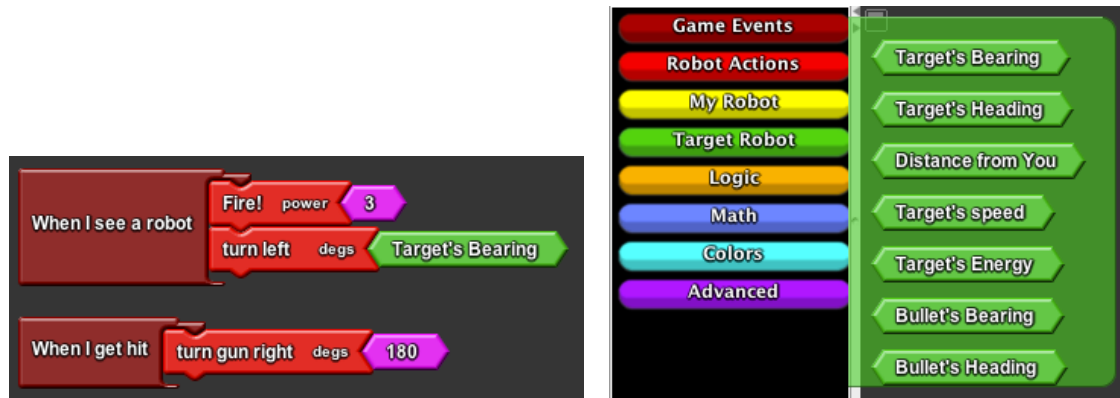 When I see a robot
Fire! power 3
turn left degs Target's Bearing
When I get hit
turn gun right degs 180
Game Events
Robot Actions
My Robot
Target Robot
Logic
Math
Colors
Advanced
Target's Bearing
Target's Heading
Distance from You
Target's speed
Target's Energy
Bullet's Bearing
Bullet's Heading